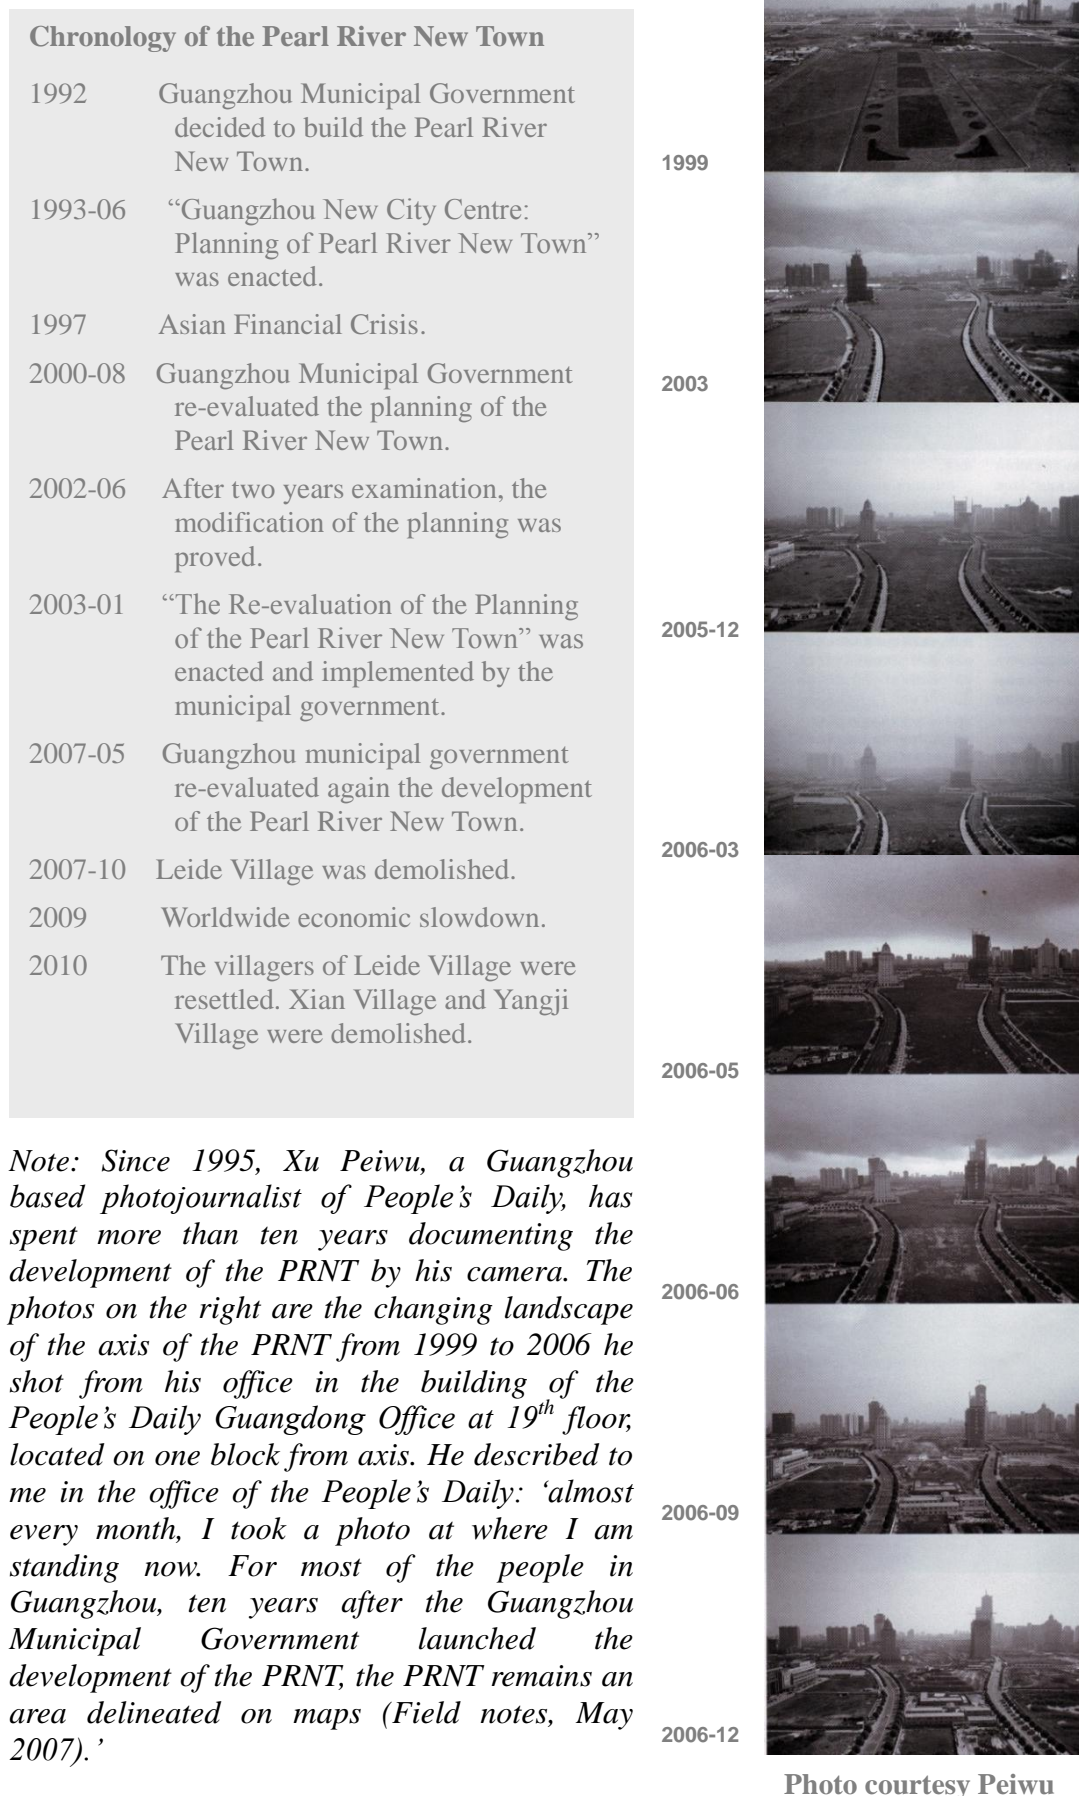 Chronology of the Pearl River New Town
1992 Guangzhou Municipal Government
decided to build the Pearl River
New Town.
1993-06 “Guangzhou New City Centre:
Planning of Pearl River New Town”
was enacted.
1997 Asian Financial Crisis.
2000-08 Guangzhou Municipal Government
re-evaluated the planning of the
Pearl River New Town.
2002-06 After two years examination, the
modification of the planning was
proved.
2003-01 “The Re-evaluation of the Planning
of the Pearl River New Town” was
enacted and implemented by the
municipal government.
2007-05 Guangzhou municipal government
re-evaluated again the development
of the Pearl River New Town.
2007-10 Leide Village was demolished.
2009 Worldwide economic slowdown.
2010 The villagers of Leide Village were
resettled. Xian Village and Yangji
Village were demolished.
Note: Since 1995, Xu Peiwu, a Guangzhou
based photojournalist of People’s Daily, has
spent more than ten years documenting the
development of the PRNT by his camera. The
photos on the right are the changing landscape
of the axis of the PRNT from 1999 to 2006 he
shot from his office in the building of the
People’s Daily Guangdong Office at 19th floor,
located on one block from axis. He described to
me in the office of the People’s Daily: ‘almost
every month, I took a photo at where I am
standing now. For most of the people in
Guangzhou, ten years after the Guangzhou
Municipal Government launched the
development of the PRNT, the PRNT remains an
area delineated on maps (Field notes, May
2007).’
1999
2003
2005-12
2006-03
2006-05
2006-06
2006-09
2006-12
Photo courtesy Peiwu